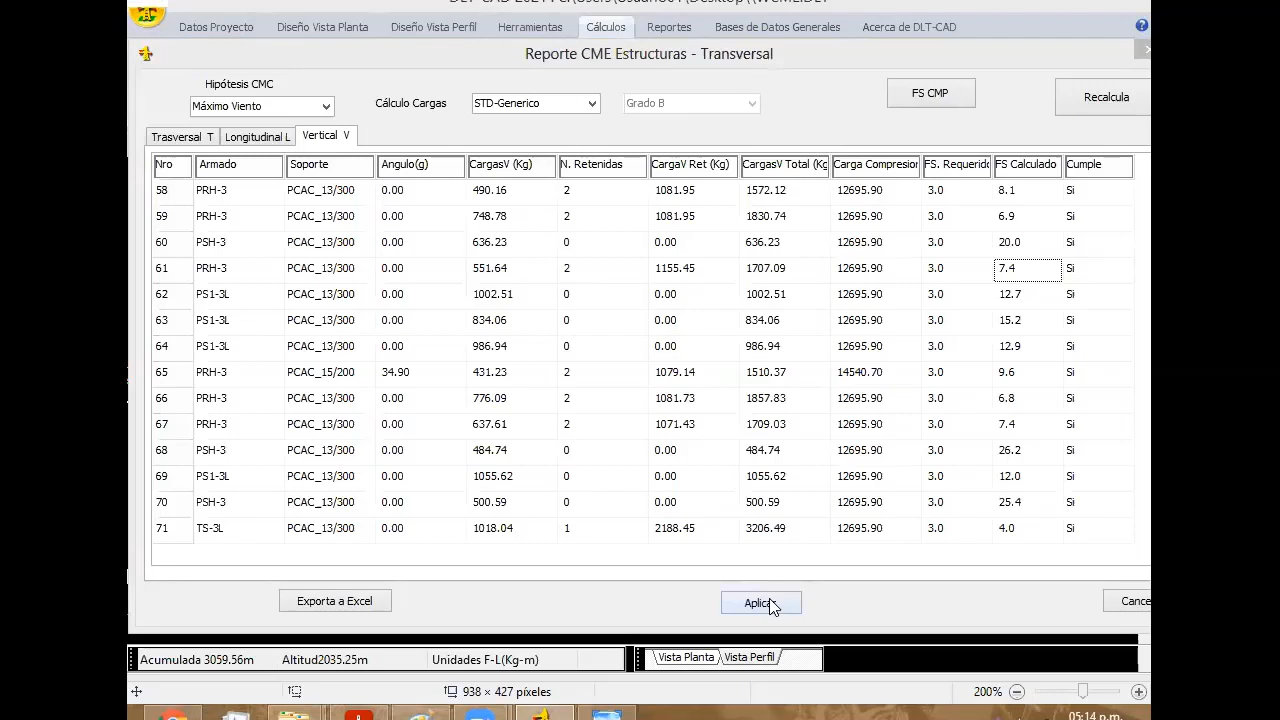 Datos Proyecto Diseño Vista Planta Diseño Vista Perfil Herramientas Cálculos Reportes Bases de Datos Generales Acerca de DLT-CAD
Reporte CME Estructuras - Transversal
Hipótesis CMC
Máximo Viento
Cálculo Cargas STD-Generico Grado B FS CMP Recalcula
Trasversal T Longitudinal L Vertical V
Nro Armado Soporte Angulo(g) CargasV (Kg) N. Retenidas CargaV Ret (Kg) CargasV Total (Kg Carga Compresior FS. Requerido FS Calculado Cumple
58 PRH-3 PCAC_13/300 0.00 490.16 2 1081.95 1572.12 12695.90 3.0 8.1 Si
59 PRH-3 PCAC_13/300 0.00 748.78 2 1081.95 1830.74 12695.90 3.0 6.9 Si
60 PSH-3 PCAC_13/300 0.00 636.23 0 0.00 636.23 12695.90 3.0 20.0 Si
61 PRH-3 PCAC_13/300 0.00 551.64 2 1155.45 1707.09 12695.90 3.0 7.4 Si
62 PS1-3L PCAC_13/300 0.00 1002.51 0 0.00 1002.51 12695.90 3.0 12.7 Si
63 PS1-3L PCAC_13/300 0.00 834.06 0 0.00 834.06 12695.90 3.0 15.2 Si
64 PS1-3L PCAC_13/300 0.00 986.94 0 0.00 986.94 12695.90 3.0 12.9 Si
65 PRH-3 PCAC_15/200 34.90 431.23 2 1079.14 1510.37 14540.70 3.0 9.6 Si
66 PRH-3 PCAC_13/300 0.00 776.09 2 1081.73 1857.83 12695.90 3.0 6.8 Si
67 PRH-3 PCAC_13/300 0.00 637.61 2 1071.43 1709.03 12695.90 3.0 7.4 Si
68 PSH-3 PCAC_13/300 0.00 484.74 0 0.00 484.74 12695.90 3.0 26.2 Si
69 PS1-3L PCAC_13/300 0.00 1055.62 0 0.00 1055.62 12695.90 3.0 12.0 Si
70 PSH-3 PCAC_13/300 0.00 500.59 0 0.00 500.59 12695.90 3.0 25.4 Si
71 TS-3L PCAC_13/300 0.00 1018.04 1 2188.45 3206.49 12695.90 3.0 4.0 Si
Exporta a Excel Aplicar Cance
Acumulada 3059.56m Altitud2035.25m Unidades F-L(Kg-m) Vista Planta Vista Perfil
938 × 427 píxeles 200%
05:14 p.m.